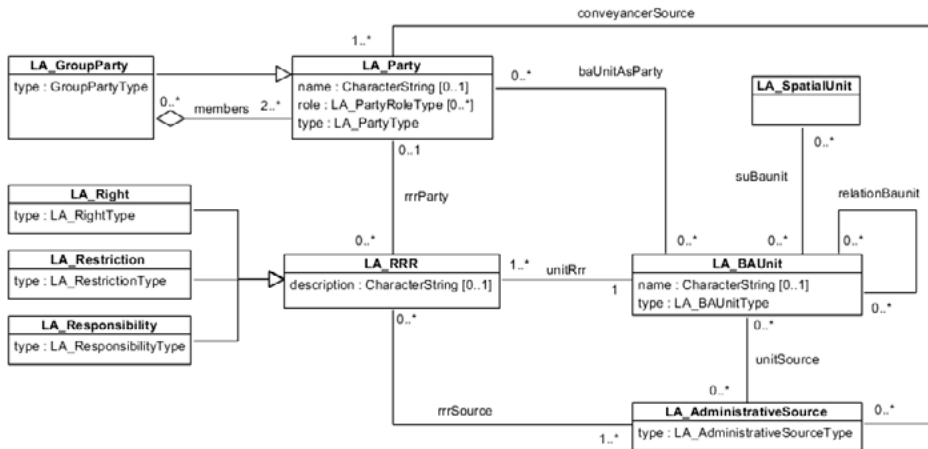 conveyancerSource
1..*
LA_GroupParty
type : GroupPartyType
0..*
members
2..*
LA_Party
name : CharacterString [0..1]
role : LA_PartyRoleType [0..*]
type : LA_PartyType
0..*
baUnitAsParty
LA_SpatialUnit
0..*
0..1
suBaunit
relationBaunit
rrrParty
LA_Right
type : LA_RightType
0..*
0..*
0..*
0..*
LA_Restriction
type : LA_RestrictionType
LA_RRR
description : CharacterString [0..1]
1..*
unitRrr
1
LA_BAUnit
name : CharacterString [0..1]
type : LA_BAUnitType
0..*
LA_Responsibility
type : LA_ResponsibilityType
0..*
0..*
unitSource
0..*
rrrSource
1..*
LA_AdministrativeSource
type : LA_AdministrativeSourceType
0..*